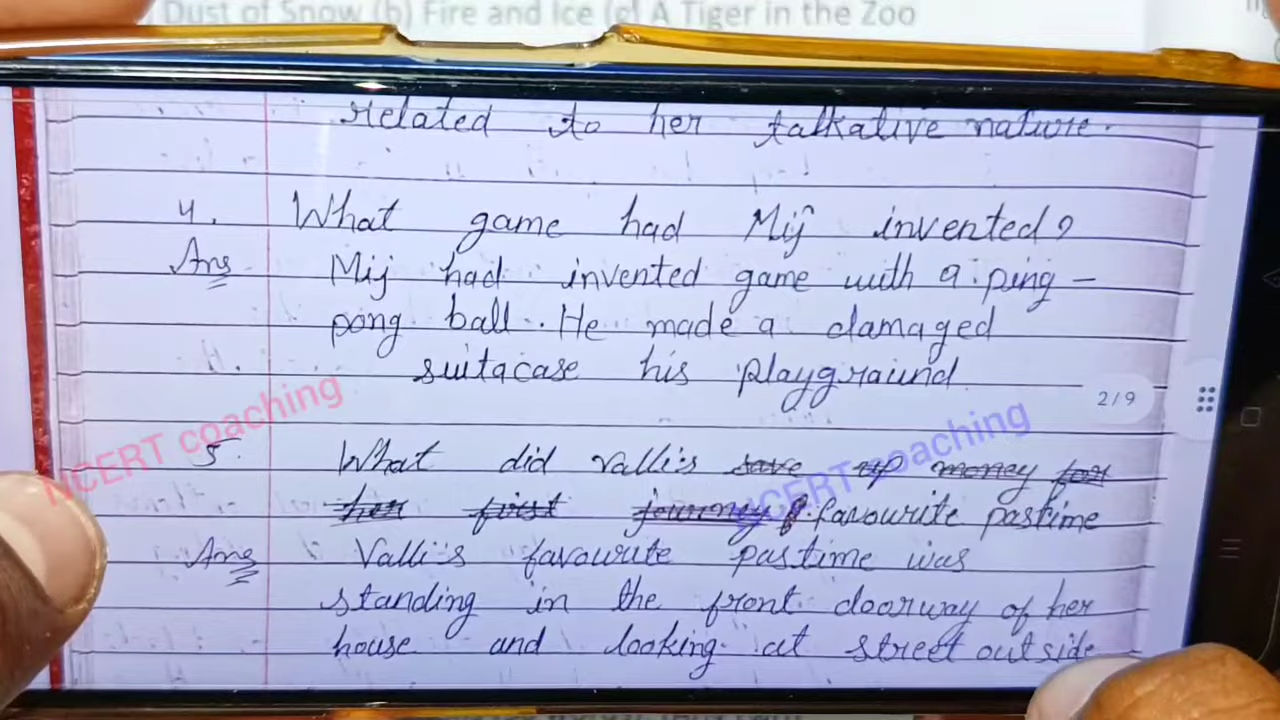 Dust of Snow (b) Fire and Ice (c) A Tiger in the Zoo
related to her talkative nature.
4. What game had Mij invented?
Ans Mij had invented game with a ping -
pong ball. He made a damaged
suitacase his playgraiund
2/9
NCERT coaching
NCERT coaching
5. What did Valli's save up money for
her first journey f. favourite pastime
Ans Valli's favourite pastime was
standing in the front doorway of her
house and looking at street outside